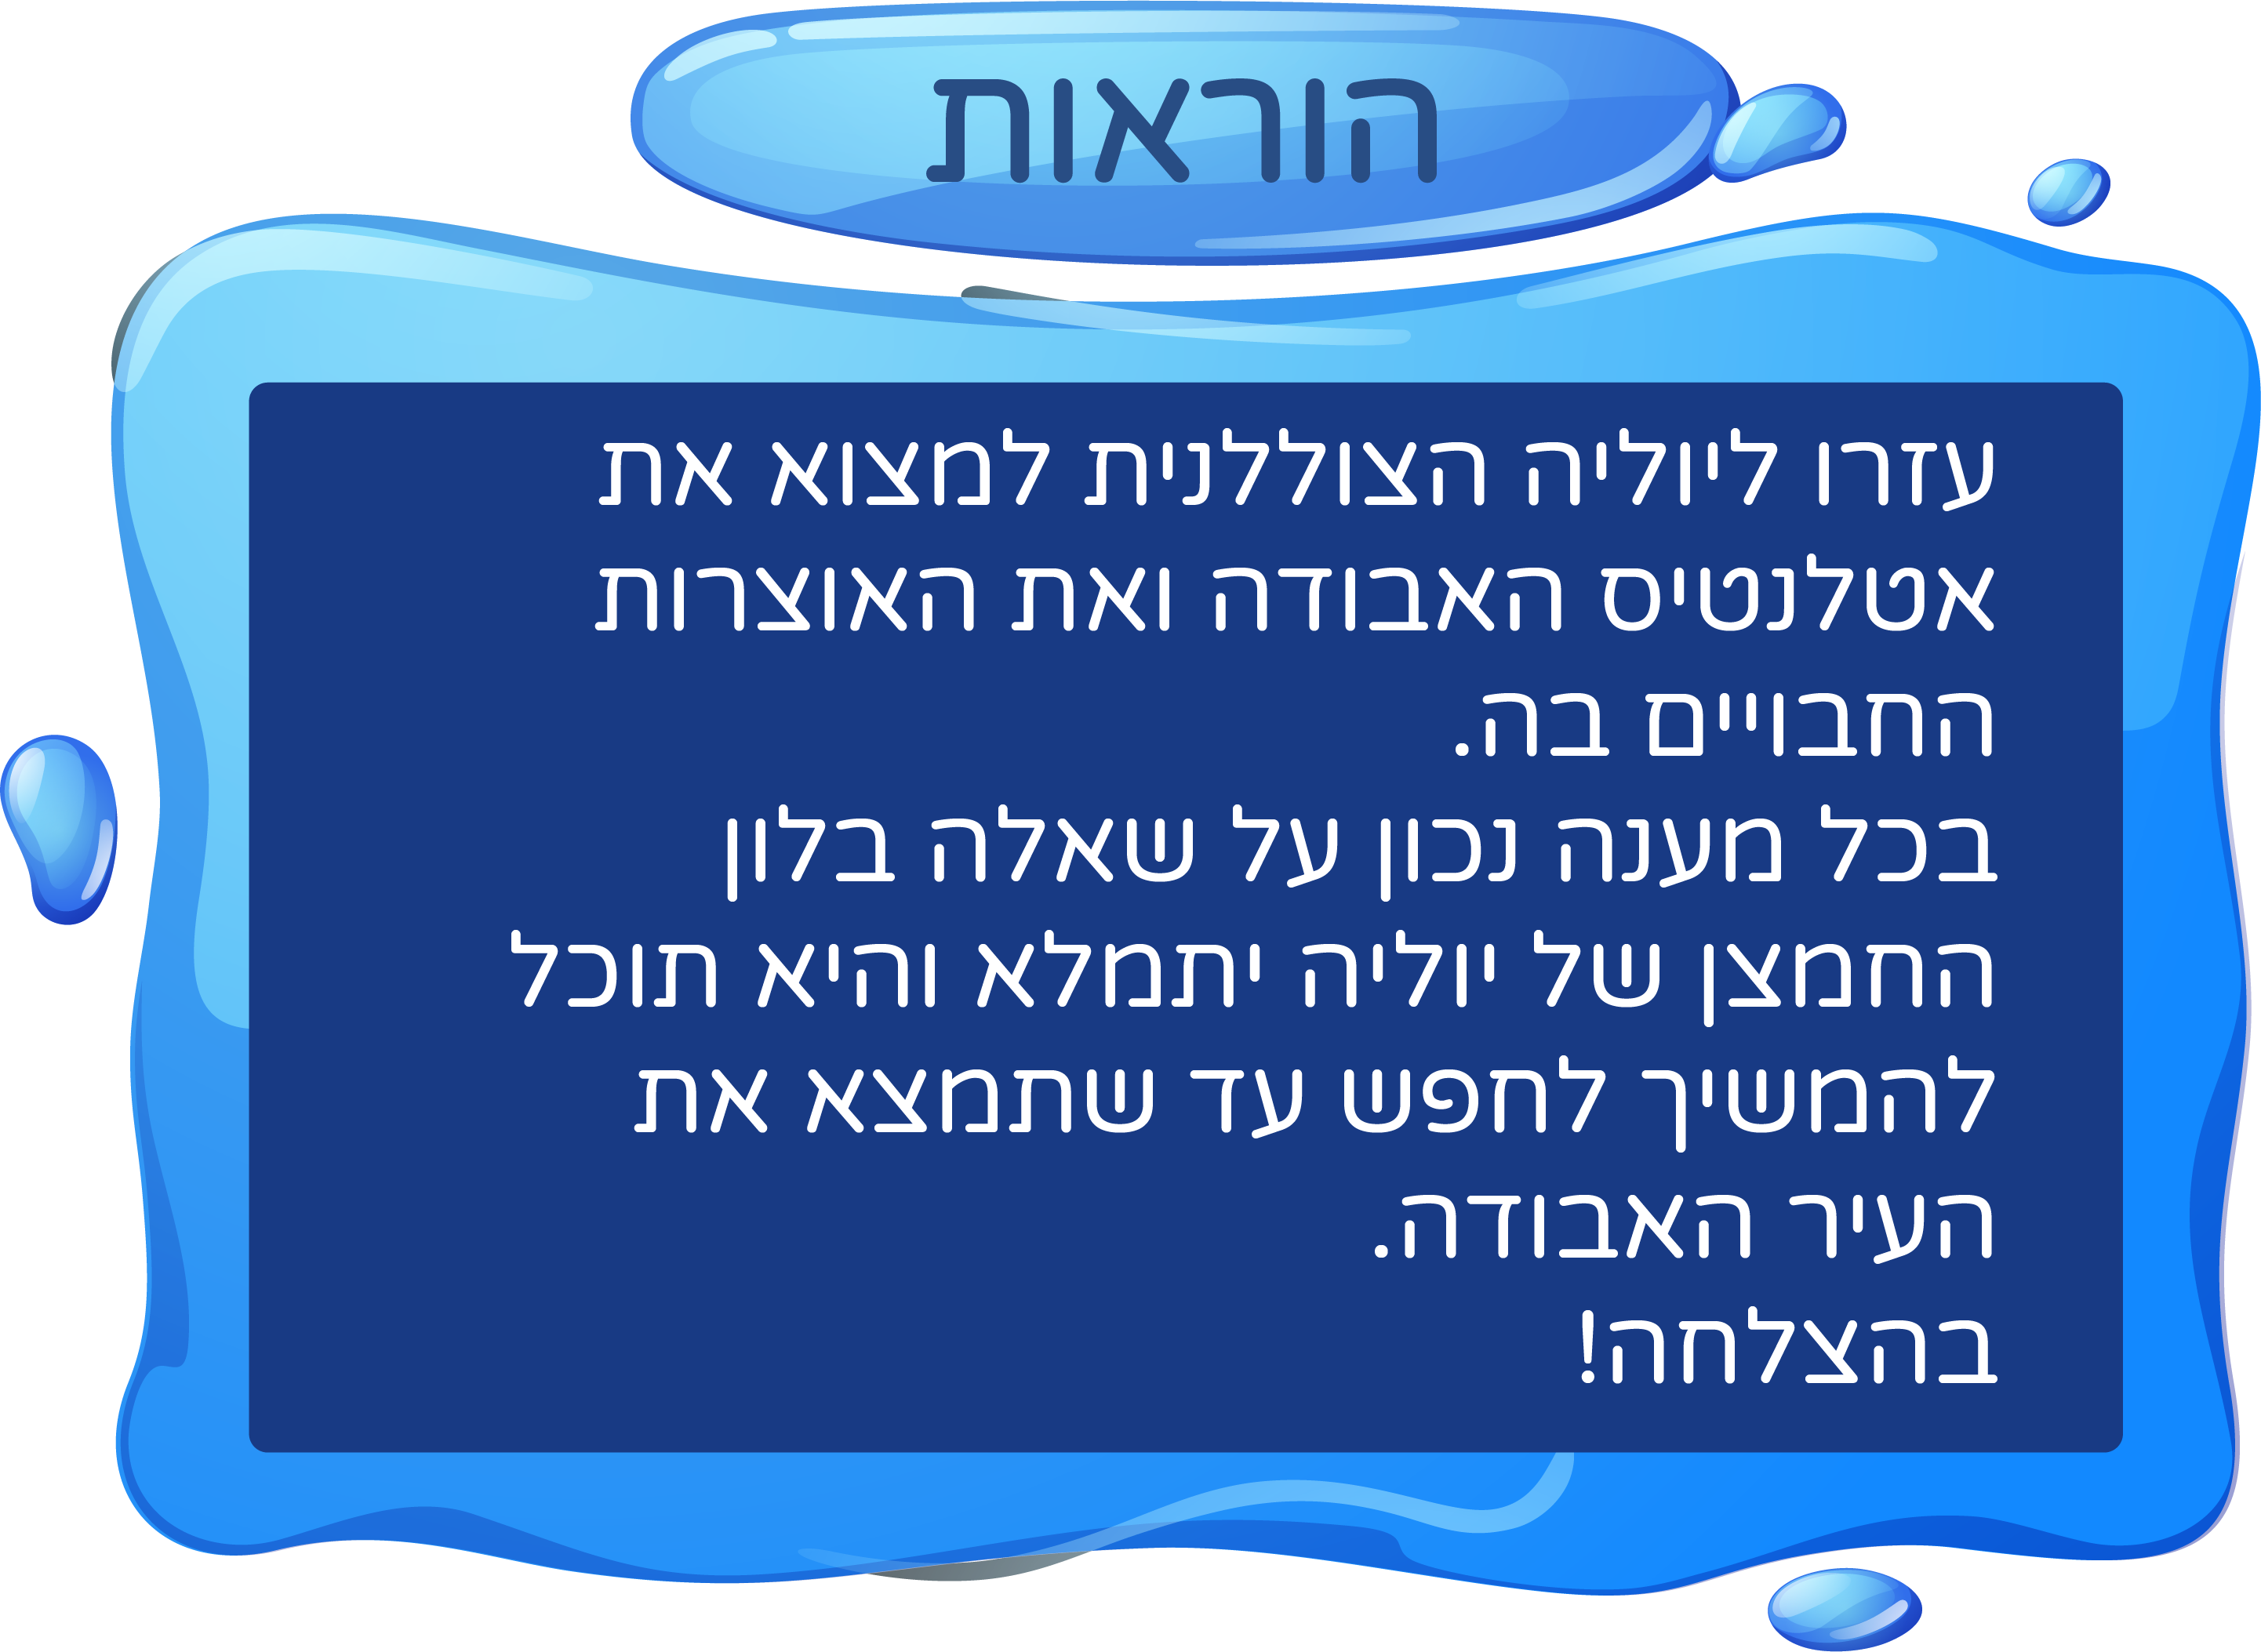 הוראות
עזרו ליוליה הצוללנית למצוא את
אטלנטיס האבודה ואת האוצרות
החבויים בה.
בכל מענה נכון על שאלה בלון
החמצן של יוליה יתמלא והיא תוכל
להמשיך לחפש עד שתמצא את
העיר האבודה.
בהצלחה!